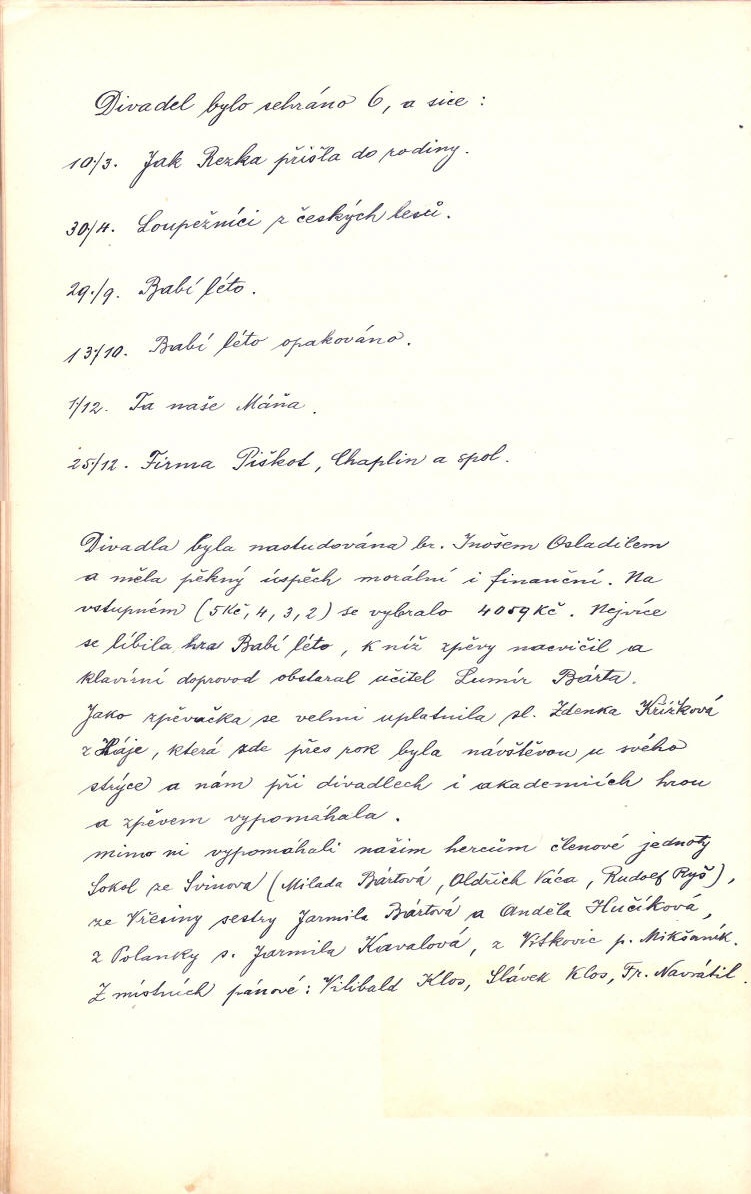 Divadel bylo sehráno 6, a sice :
10./3. Jak Rezka přišla do rodiny.
30/4. Loupežníci z českých lesů.
29./9. Babí léto.
13./10. Babí léto opakováno.
1/12. Ta naše Máňa.
25/12. Firma Piškot, Chaplin a spol.
Divadla byla nastudována br. Inošem Osladilem
a měla pěkný úspěch morální i finanční. Na
vstupném (5Kč, 4, 3, 2) se vybralo 4059 Kč. Nejvíce
se líbila hra Babí léto, k níž zpěvy nacvičil a
klavírní doprovod obstaral učitel Lumír Bárta.
Jako zpěvačka se velmi uplatnila sl. Zdenka Křížková
z Háje, která zde přes rok byla návštěvou u svého
strýce a nám při divadlech i akademiích hrou
a zpěvem vypomáhala.
mimo ni vypomáhali našim hercům členové jednoty
Sokol ze Svinova (Milada Bártová, Oldřich Váca, Rudolf Ryš),
ze Vřesiny sestry Jarmila Bártová a Anděla Hučíková,
z Polanky s. Jarmila Kavalová, z Vítkovic p. Mikšaník.
Z místních pánové : Vilibald Klos, Slávek Klos, Fr. Navrátil.